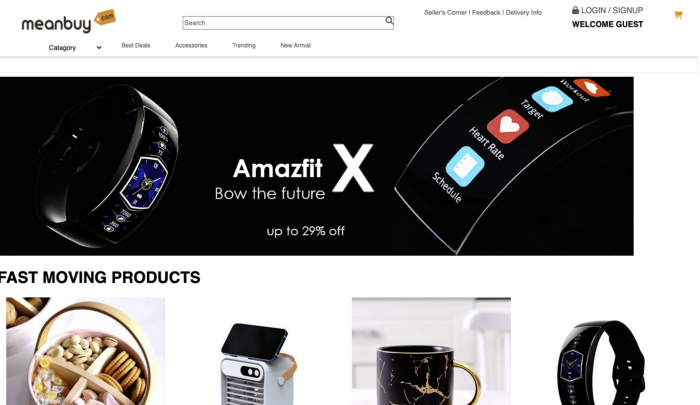 meanbuy .com
Search
Seller's Corner I Feedback I Delivery Info
LOGIN / SIGNUP
WELCOME GUEST
Catagory
Best Deals
Accessories
Trending
New Arrival
Amazfit X
Bow the future
up to 29% off
Workout
Target
Heart Rate
Schedule
FAST MOVING PRODUCTS